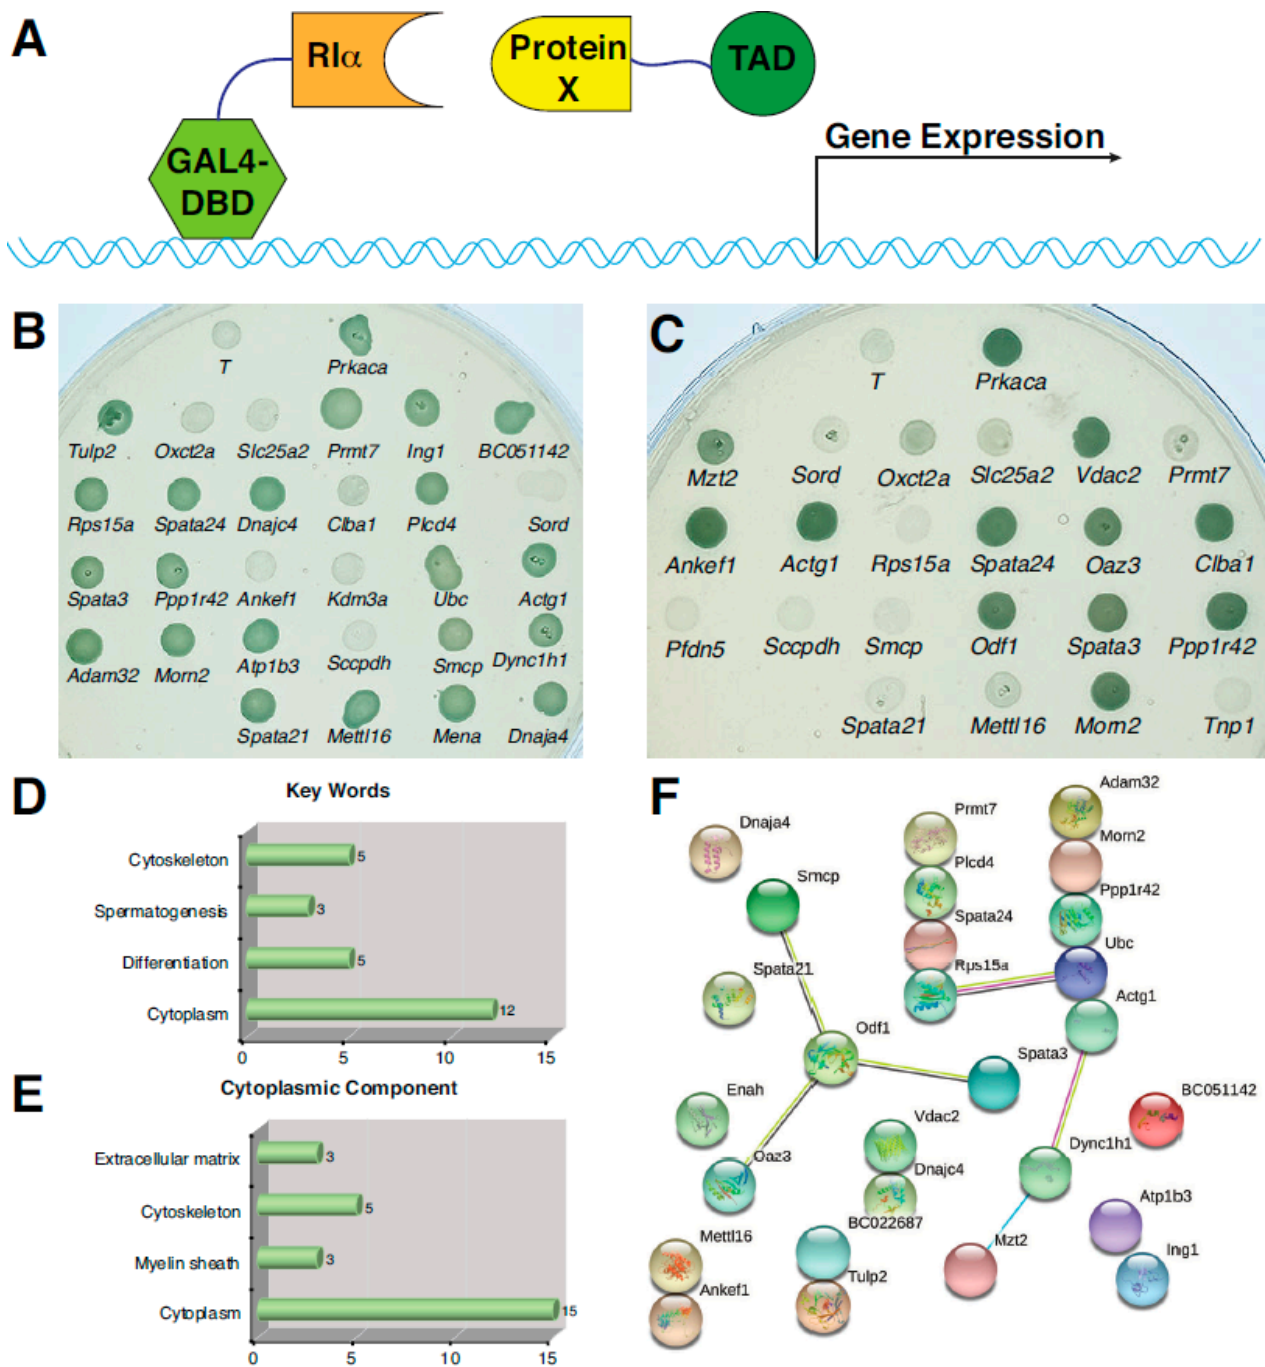 A
RIα
Protein
X
TAD
GAL4-
DBD
Gene Expression
B
T
Prkaca
Tulp2
Oxct2a
Slc25a2
Prmt7
Ing1
BC051142
Rps15a
Spata24
Dnajc4
Clba1
Plcd4
Sord
Spata3
Ppp1r42
Ankef1
Kdm3a
Ubc
Actg1
Adam32
Morn2
Atp1b3
Sccpdh
Smcp
Dync1h1
Spata21
Mettl16
Mena
Dnaja4
C
T
Prkaca
Mzt2
Sord
Oxct2a
Slc25a2
Vdac2
Prmt7
Ankef1
Actg1
Rps15a
Spata24
Oaz3
Clba1
Pfdn5
Sccpdh
Smcp
Odf1
Spata3
Ppp1r42
Spata21
Mettl16
Morn2
Tnp1
D
Key Words
Cytoskeleton
5
Spermatogenesis
3
Differentiation
5
Cytoplasm
12
0
5
10
15
E
Cytoplasmic Component
Extracellular matrix
3
Cytoskeleton
5
Myelin sheath
3
Cytoplasm
15
0
5
10
15
F
Dnaja4
Smcp
Spata21
Odf1
Enah
Oaz3
Mettl16
Ankef1
Prmt7
Plcd4
Spata24
Rps15a
Adam32
Morn2
Ppp1r42
Ubc
Actg1
Spata3
BC051142
Vdac2
Dnajc4
Dync1h1
BC022687
Tulp2
Mzt2
Atp1b3
Ing1